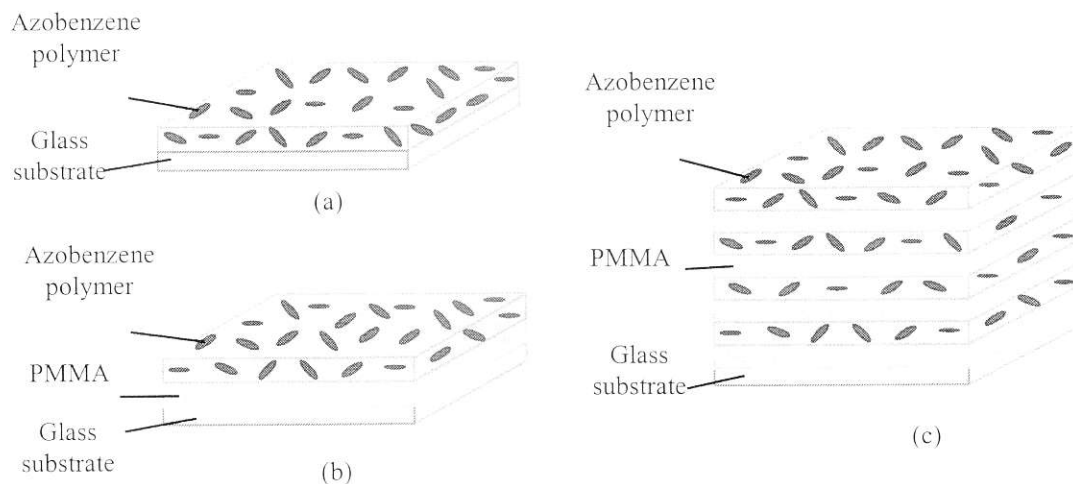 Azobenzene
polymer
Glass
substrate
(a)
Azobenzene
polymer
PMMA
Glass
substrate
(b)
Azobenzene
polymer
PMMA
Glass
substrate
(c)